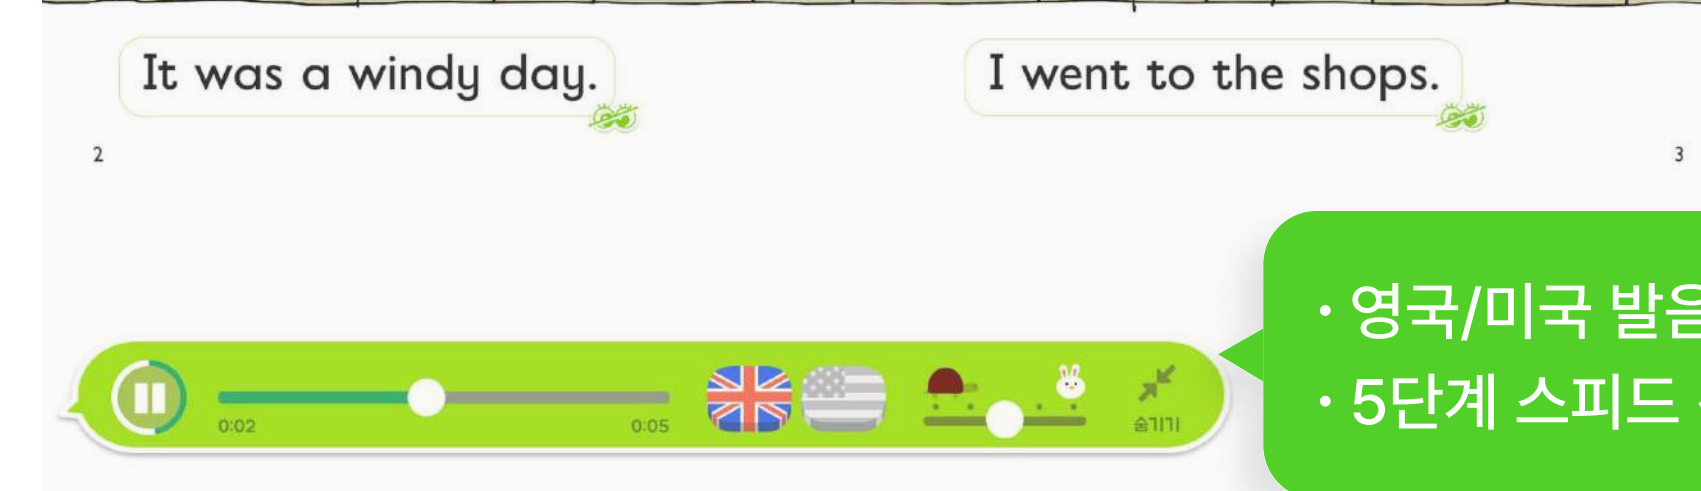 It was a windy day.
I went to the shops.
2
3
· 영국/미국 발음
· 5단계 스피드
0:02
0:05
숨기기